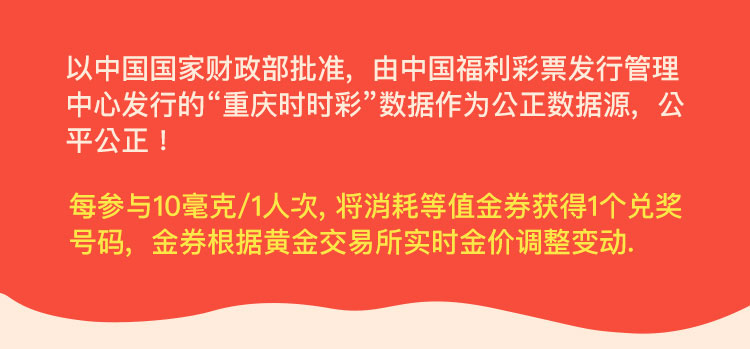 以中国国家财政部批准，由中国福利彩票发行管理
中心发行的“重庆时时彩”数据作为公正数据源，公
平公正！
每参与10毫克/1人次, 将消耗等值金券获得1个兑奖
号码，金券根据黄金交易所实时金价调整变动.